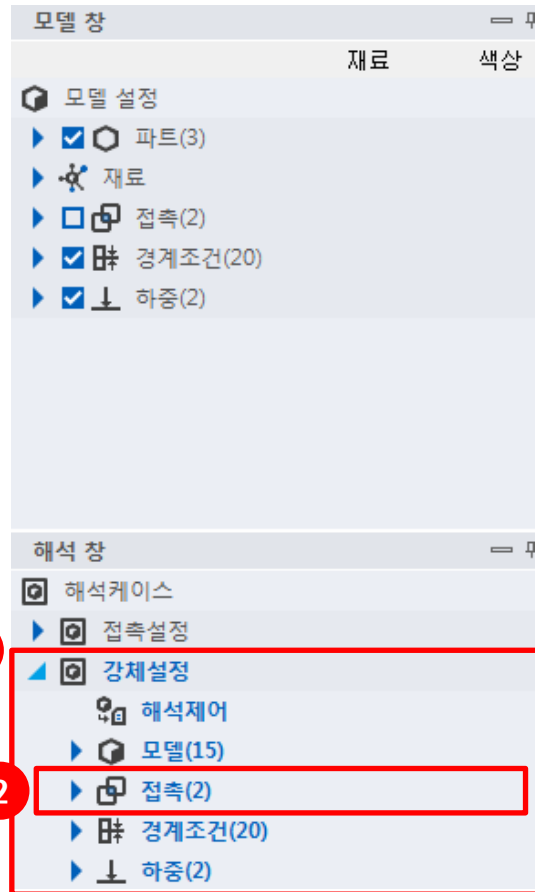 모델 창
재료 색상
모델 설정
파트(3)
재료
접촉(2)
경계조건(20)
하중(2)
해석 창
해석케이스
접촉설정
강체설정
해석제어
모델(15)
2 접촉(2)
경계조건(20)
하중(2)